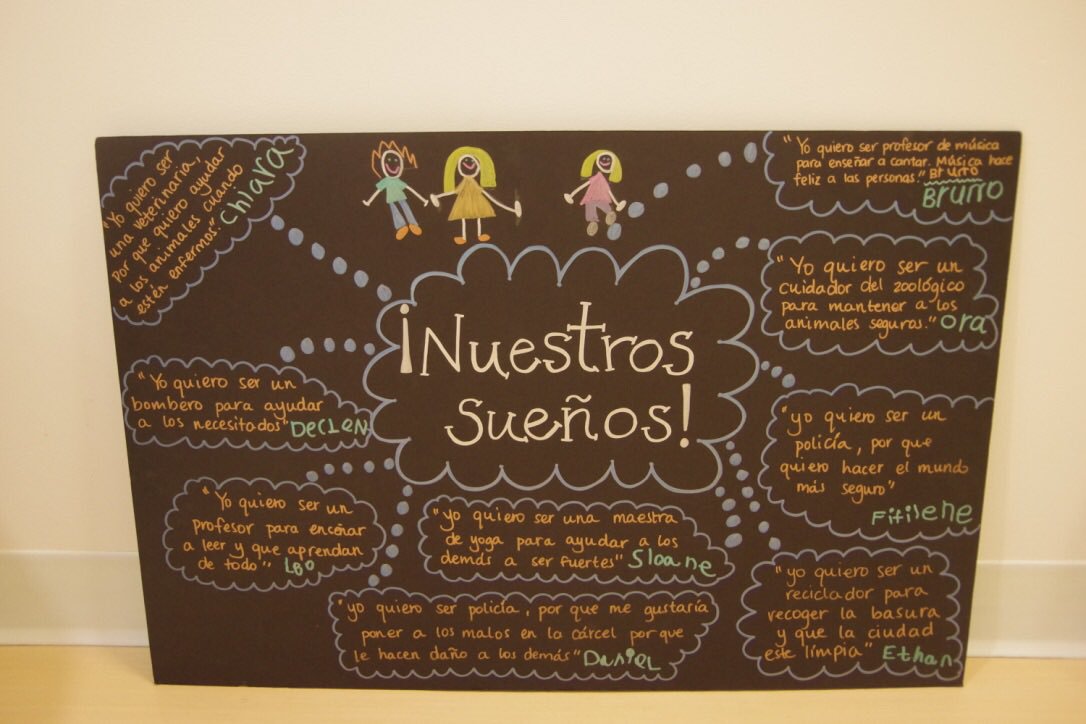 ¡Nuestros
sueños!
"Yo quiero ser
una veterinaria,
Por que quiero ayudar
a los animales cuando
estén enfermos" Chiara
"Yo quiero ser profesor de música
para enseñar a cantar. Música hace
feliz a las personas." Bruno
Bruno
"Yo quiero ser un
cuidador del zoológico
para mantener a los
animales seguros." ora
"Yo quiero ser un
bombero para ayudar
a los necesitados" Declan
"yo quiero ser un
policía, por que
quiero hacer el mundo
más seguro"
Fitilene
"Yo quiero ser un
profesor para enceñar
a leer y que aprendan
de todo" Leo
"yo quiero ser una maestra
de yoga para ayudar a los
demás a ser fuertes" Sloane
"yo quiero ser un
reciclador para
recoger la basura
y que la ciudad
este limpia" Ethan
"yo quiero ser policía, por que me gustaría
poner a los malos en la cárcel por que
le hacen daño a los demás" Daniel